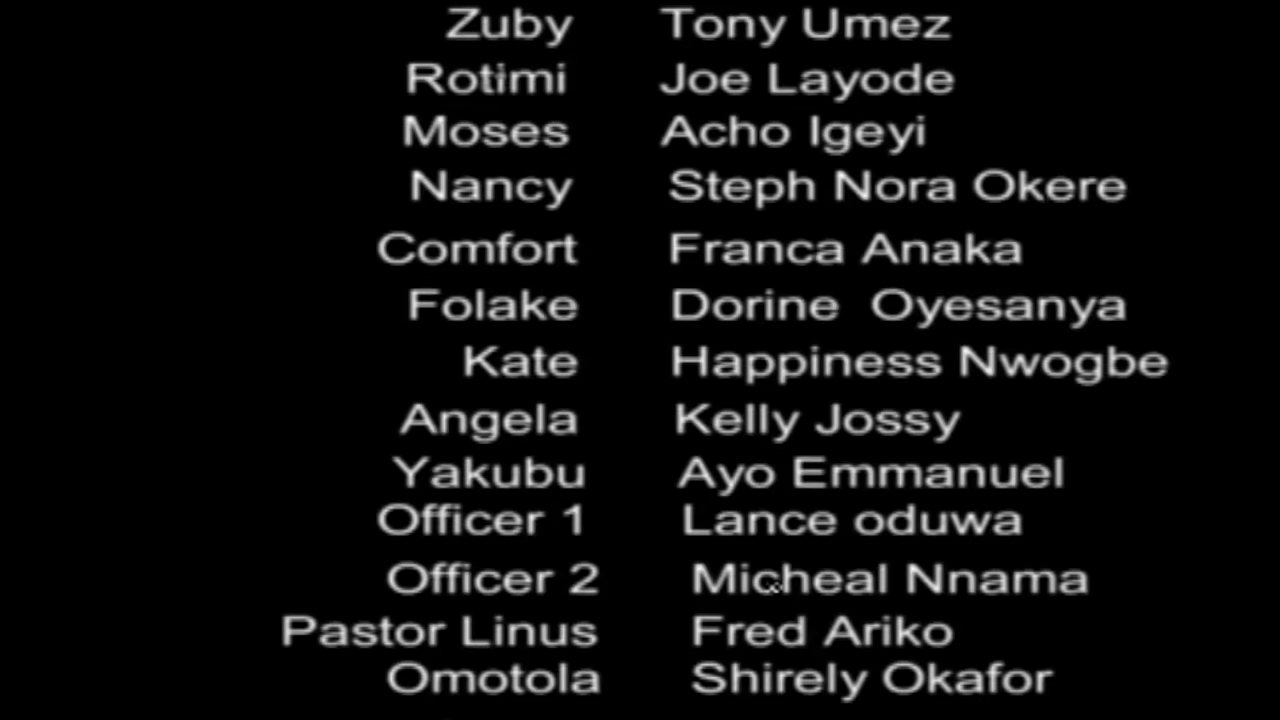 Zuby Tony Umez
Rotimi Joe Layode
Moses Acho Igeyi
Nancy Steph Nora Okere
Comfort Franca Anaka
Folake Dorine Oyesanya
Kate Happiness Nwogbe
Angela Kelly Jossy
Yakubu Ayo Emmanuel
Officer 1 Lance oduwa
Officer 2 Micheal Nnama
Pastor Linus Fred Ariko
Omotola Shirely Okafor